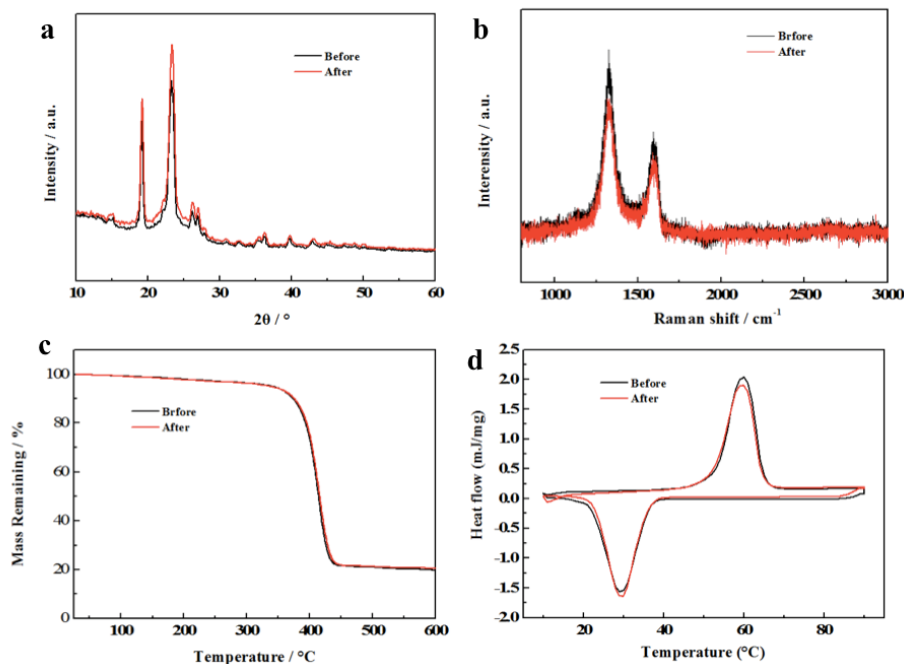 a
Before
After
Intensity / a.u.
10 20 30 40 50 60
2θ / °
b
Brfore
After
Interensity / a.u.
1000 1500 2000 2500 3000
Raman shift / cm-1
c
100
80
60
40
20
0
Brfore
After
Mass Remaining / %
100 200 300 400 500 600
Temperature / °C
d
2.5
2.0
1.5
1.0
0.5
0.0
-0.5
-1.0
-1.5
-2.0
Before
After
Heat flow (mJ/mg)
20 40 60 80
Temperature (°C)